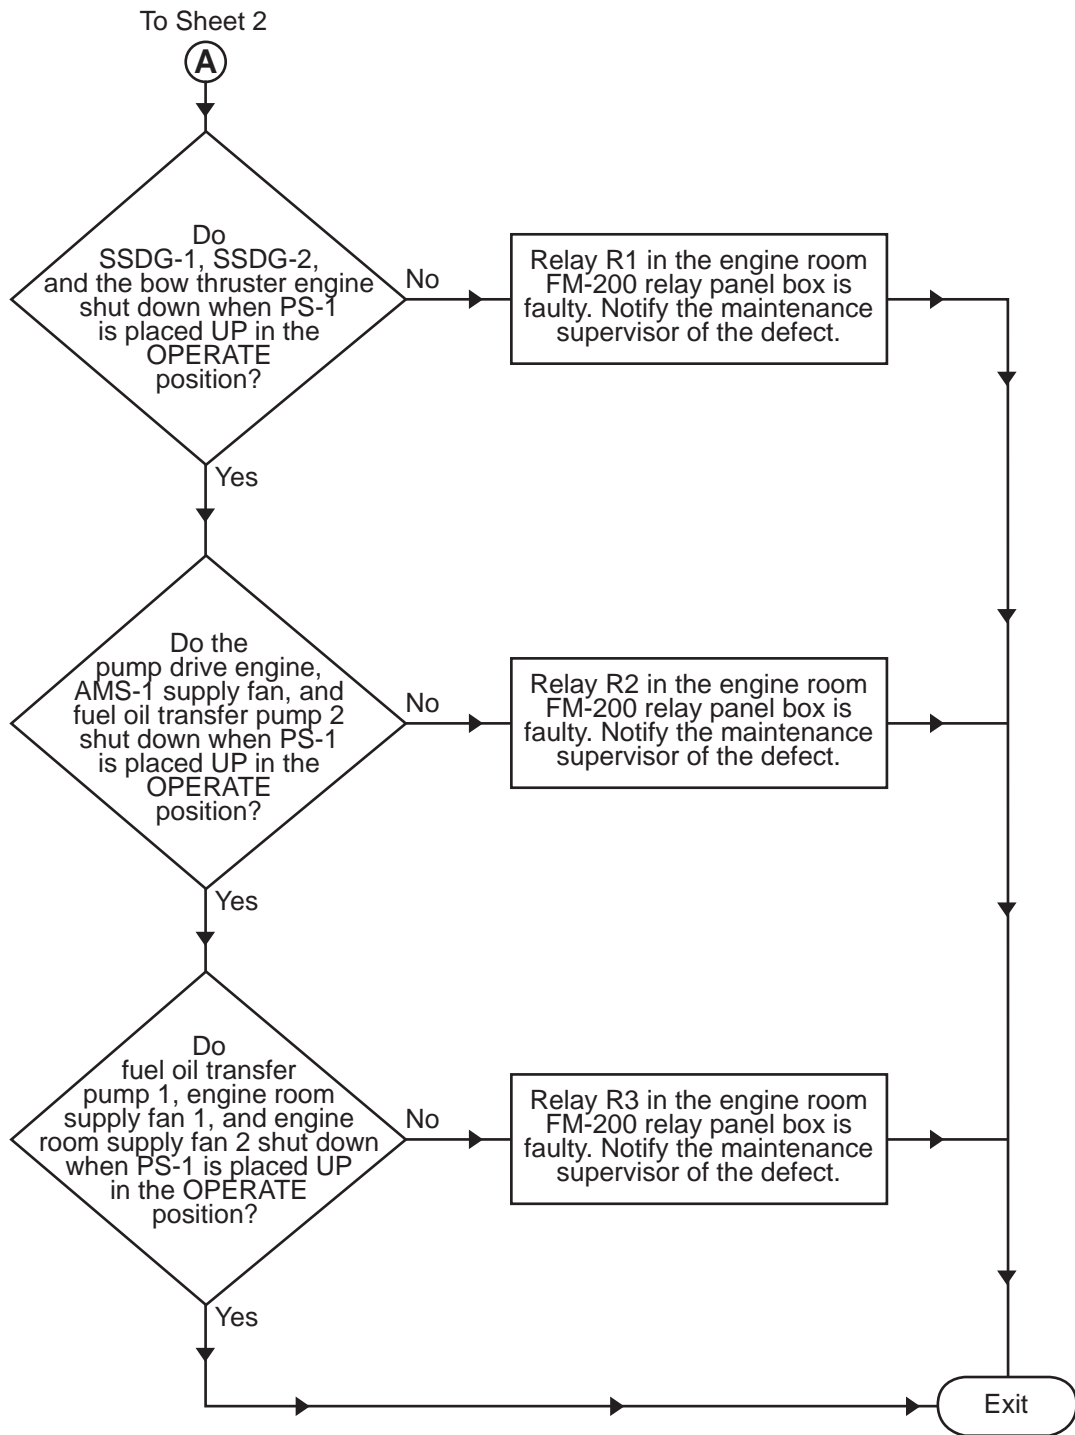 To Sheet 2
A
Do
SSDG-1, SSDG-2,
and the bow thruster engine
shut down when PS-1
is placed UP in the
OPERATE
position?
No
Relay R1 in the engine room
FM-200 relay panel box is
faulty. Notify the maintenance
supervisor of the defect.
Yes
Do the
pump drive engine,
AMS-1 supply fan, and
fuel oil transfer pump 2
shut down when PS-1
is placed UP in the
OPERATE
position?
No
Relay R2 in the engine room
FM-200 relay panel box is
faulty. Notify the maintenance
supervisor of the defect.
Yes
Do
fuel oil transfer
pump 1, engine room
supply fan 1, and engine
room supply fan 2 shut down
when PS-1 is placed UP
in the OPERATE
position?
No
Relay R3 in the engine room
FM-200 relay panel box is
faulty. Notify the maintenance
supervisor of the defect.
Yes
Exit